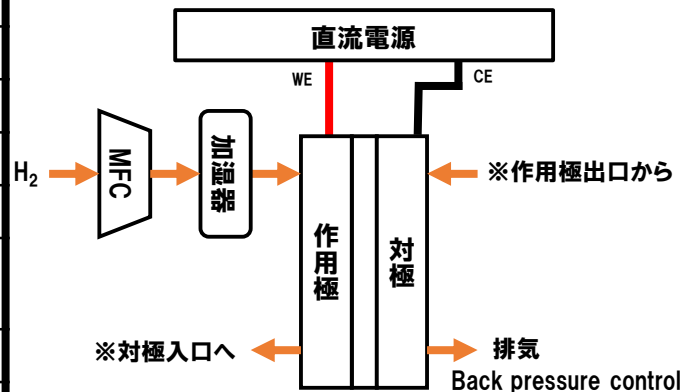 直流電源
WE
CE
H₂
MFC
加湿器
※作用極出口から
作用極
対極
※対極入口へ
排気
Back pressure control